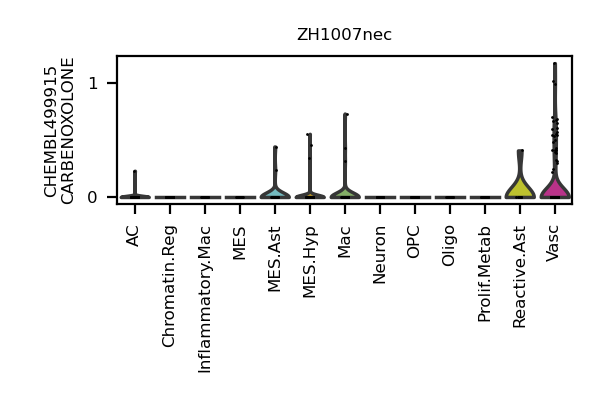 ZH1007nec
CHEMBL499915
CARBENOXOLONE
1
0
AC
Chromatin.Reg
Inflammatory.Mac
MES
MES.Ast
MES.Hyp
Mac
Neuron
OPC
Oligo
Prolif.Metab
Reactive.Ast
Vasc